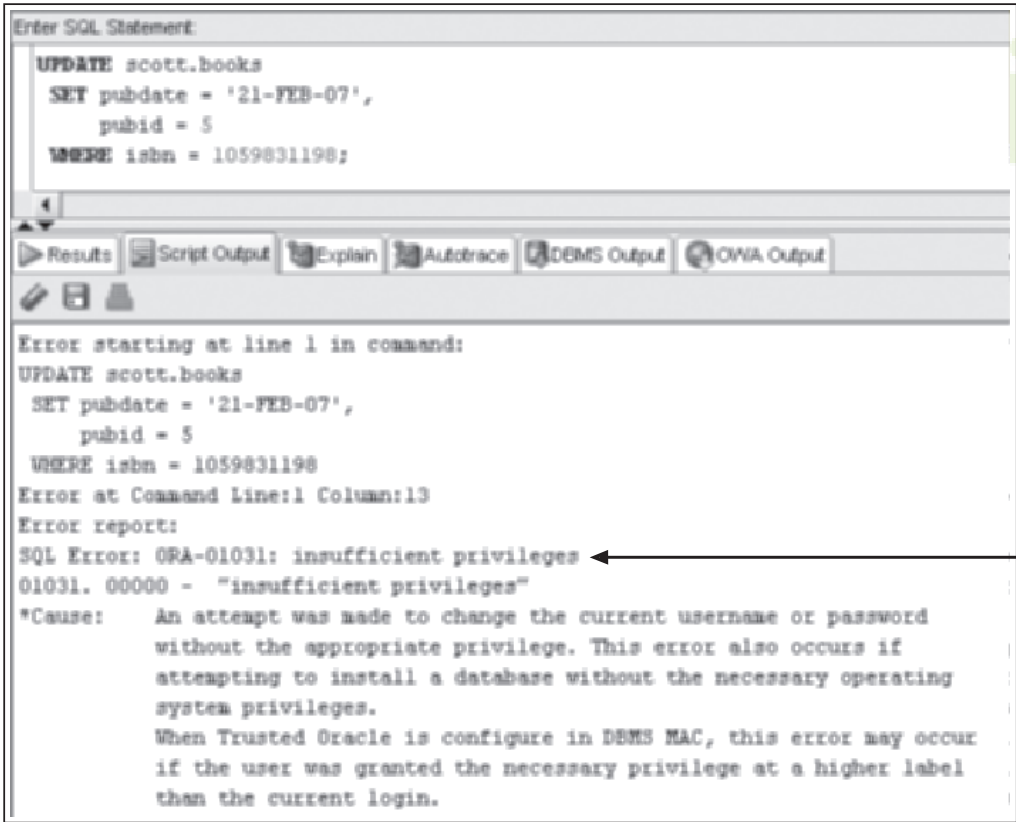 Enter SQL Statement:
UPDATE scott.books
SET pubdate = '21-FEB-07',
pubid = 5
WHERE isbn = 1059831198;
Results Script Output Explain Autotrace DBMS Output OWA Output
Error starting at line 1 in command:
UPDATE scott.books
SET pubdate = '21-FEB-07',
pubid = 5
WHERE isbn = 1059831198
Error at Command Line:1 Column:13
Error report:
SQL Error: ORA-01031: insufficient privileges
01031. 00000 - "insufficient privileges"
*Cause: An attempt was made to change the current username or password
without the appropriate privilege. This error also occurs if
attempting to install a database without the necessary operating
system privileges.
When Trusted Oracle is configure in DBMS MAC, this error may occur
if the user was granted the necessary privilege at a higher label
than the current login.